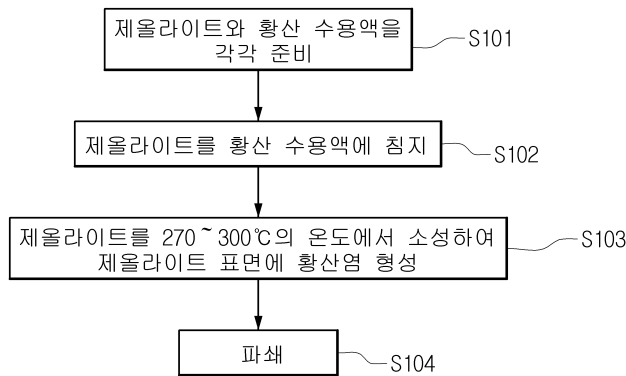 제올라이트와 황산 수용액을
각각 준비
S101
제올라이트를 황산 수용액에 침지
S102
제올라이트를 270~300℃의 온도에서 소성하여
제올라이트 표면에 황산염 형성
S103
파쇄
S104